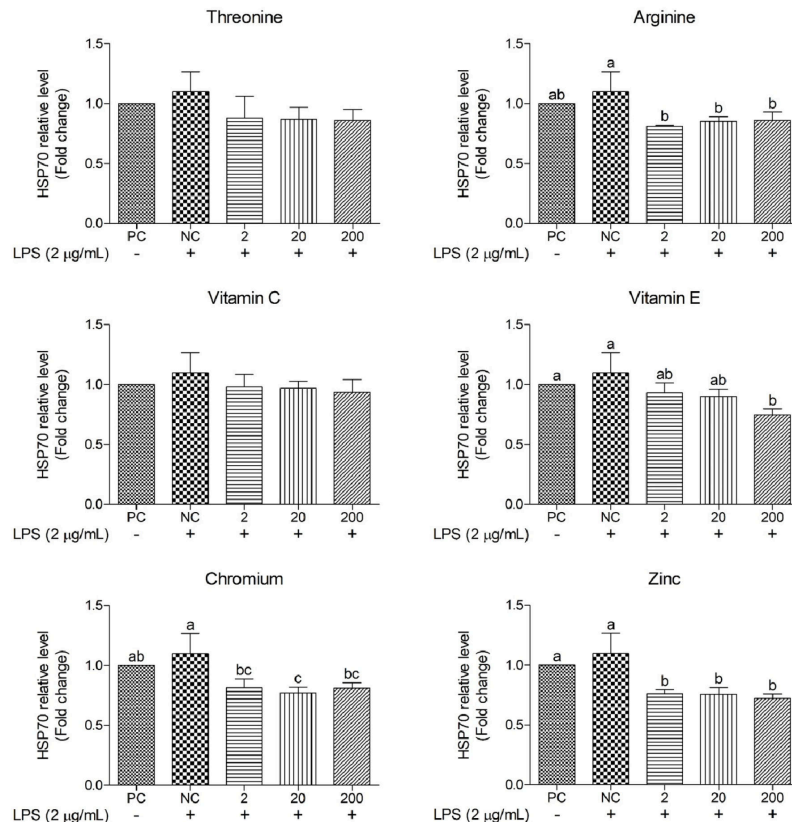 Threonine
HSP70 relative level
(Fold change)
1.5
1.0
0.5
0.0
PC NC 2 20 200
LPS (2 μg/mL) - + + + +
Arginine
HSP70 relative level
(Fold change)
1.5
1.0
0.5
0.0
ab a b b b
PC NC 2 20 200
LPS (2 μg/mL) - + + + +
Vitamin C
HSP70 relative level
(Fold change)
1.5
1.0
0.5
0.0
PC NC 2 20 200
LPS (2 μg/mL) - + + + +
Vitamin E
HSP70 relative level
(Fold change)
1.5
1.0
0.5
0.0
a a ab ab b
PC NC 2 20 200
LPS (2 μg/mL) - + + + +
Chromium
HSP70 relative level
(Fold change)
1.5
1.0
0.5
0.0
ab a bc c bc
PC NC 2 20 200
LPS (2 μg/mL) - + + + +
Zinc
HSP70 relative level
(Fold change)
1.5
1.0
0.5
0.0
a a b b b
PC NC 2 20 200
LPS (2 μg/mL) - + + + +